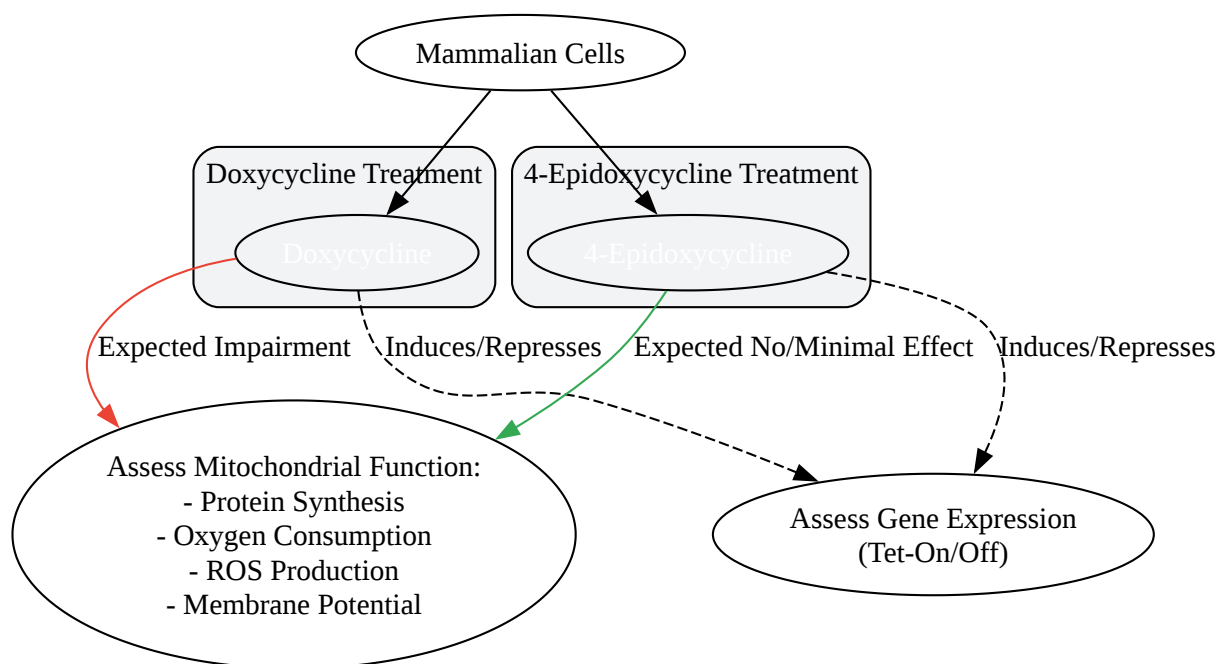 Mammalian Cells
Doxycycline Treatment
4-Epidoxycycline Treatment
Doxycycline
4-Epidoxycycline
Expected Impairment
Induces/Represses
Expected No/Minimal Effect
Induces/Represses
Assess Mitochondrial Function:
- Protein Synthesis
- Oxygen Consumption
- ROS Production
- Membrane Potential
Assess Gene Expression
(Tet-On/Off)